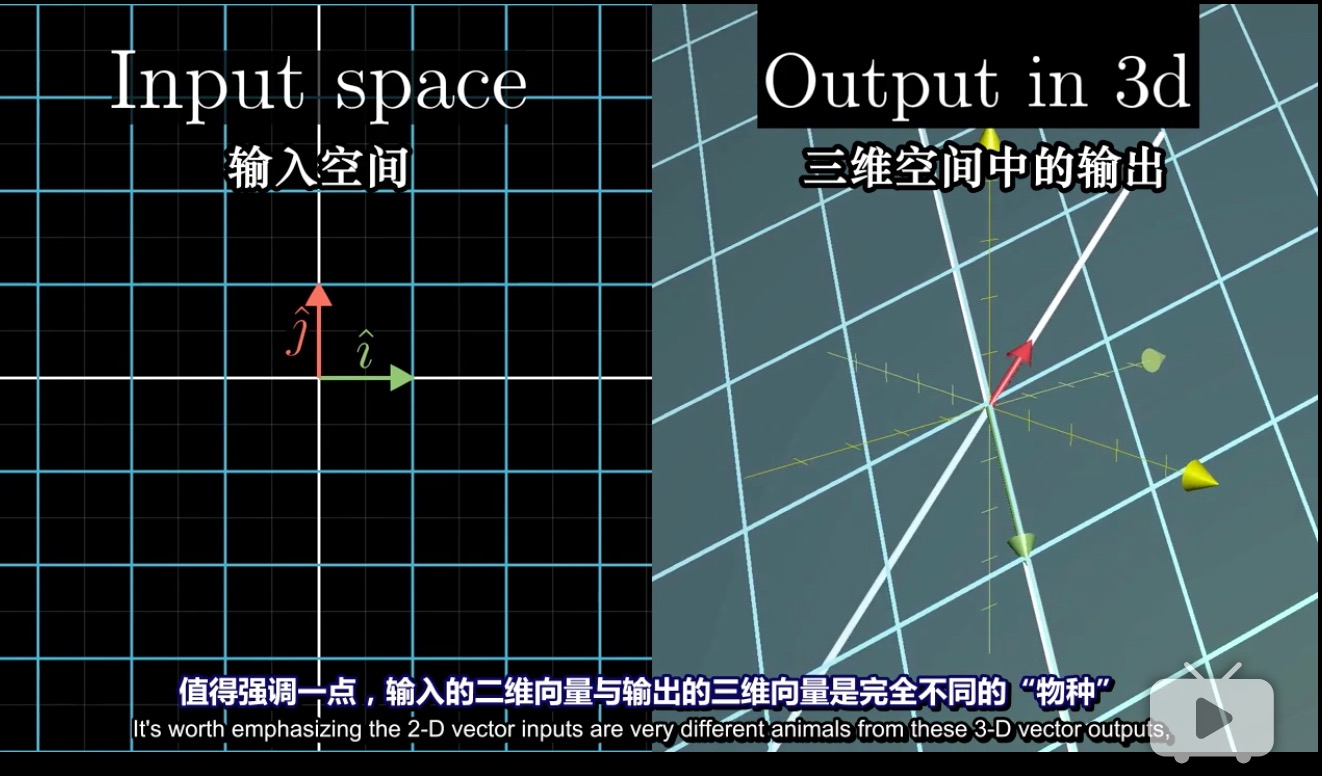 Input space
输入空间
ĵ
î
Output in 3d
三维空间中的输出
值得强调一点，输入的二维向量与输出的三维向量是完全不同的“物种”
It's worth emphasizing the 2-D vector inputs are very different animals from these 3-D vector outputs,